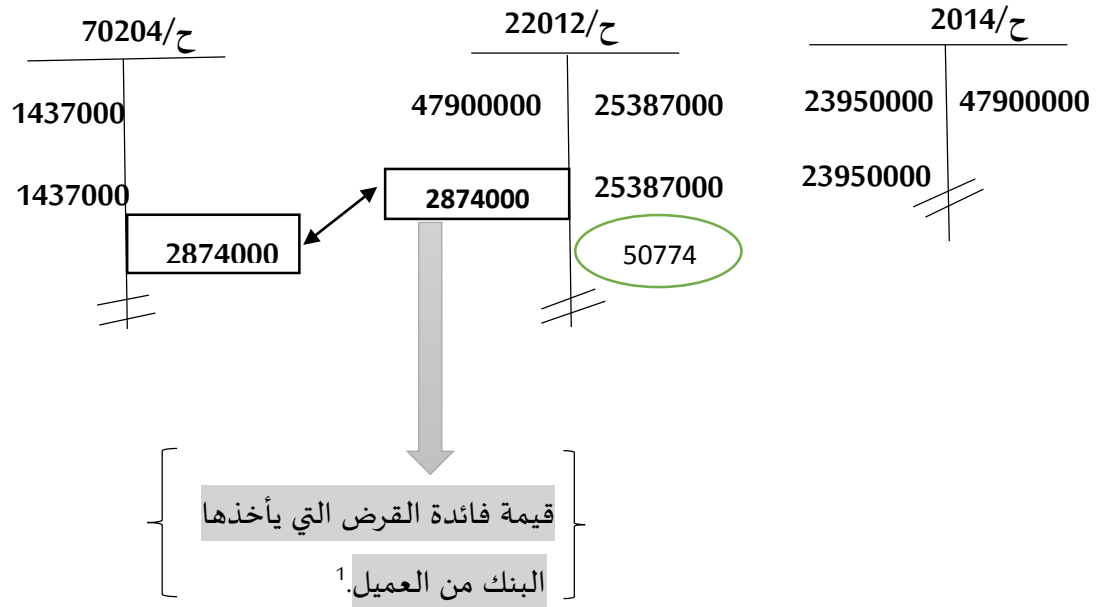 ح/2014
ح/22012
ح/70204
47900000 23950000
25387000 47900000
1437000
23950000
25387000
1437000
2874000
2874000
50774
قيمة فائدة القرض التي يأخذها
البنك من العميل.1